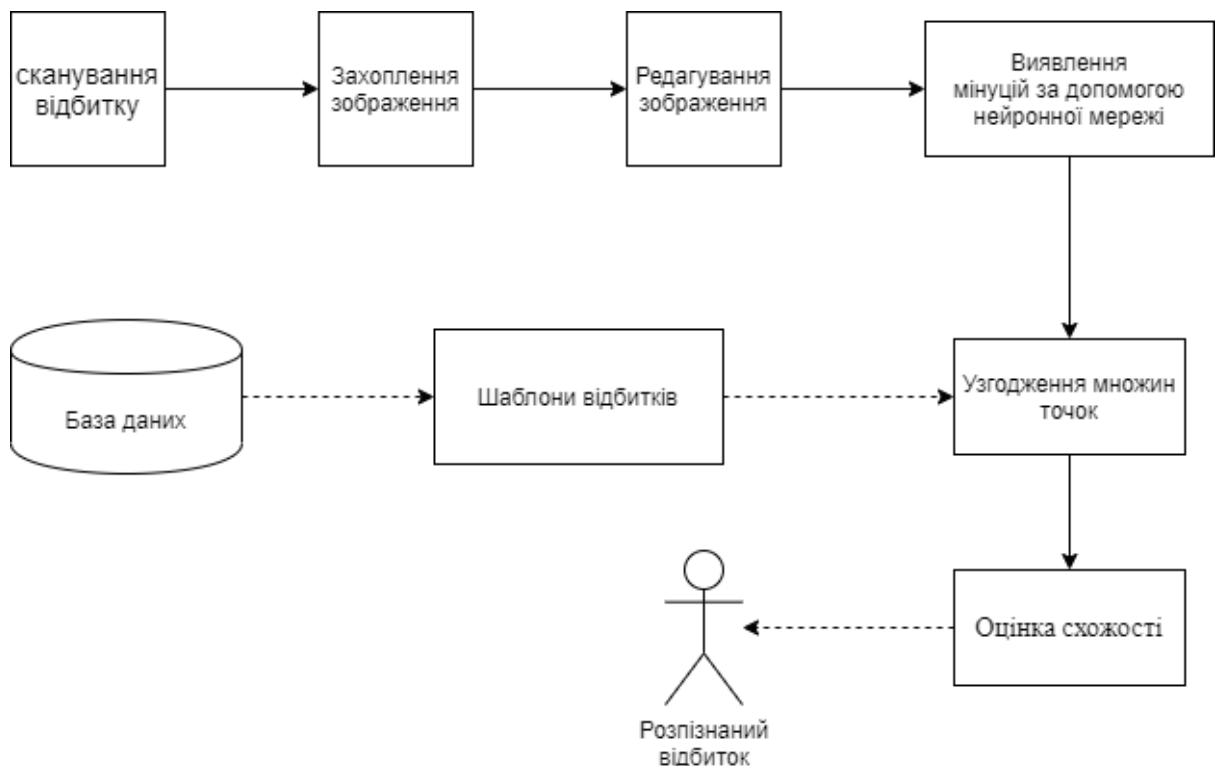 сканування
відбитку
Захоплення
зображення
Редагування
зображення
Виявлення
мінуцій за допомогою
нейронної мережі
База даних
Шаблони відбитків
Узгодження множин
точок
Оцінка схожості
Розпізнаний
відбиток